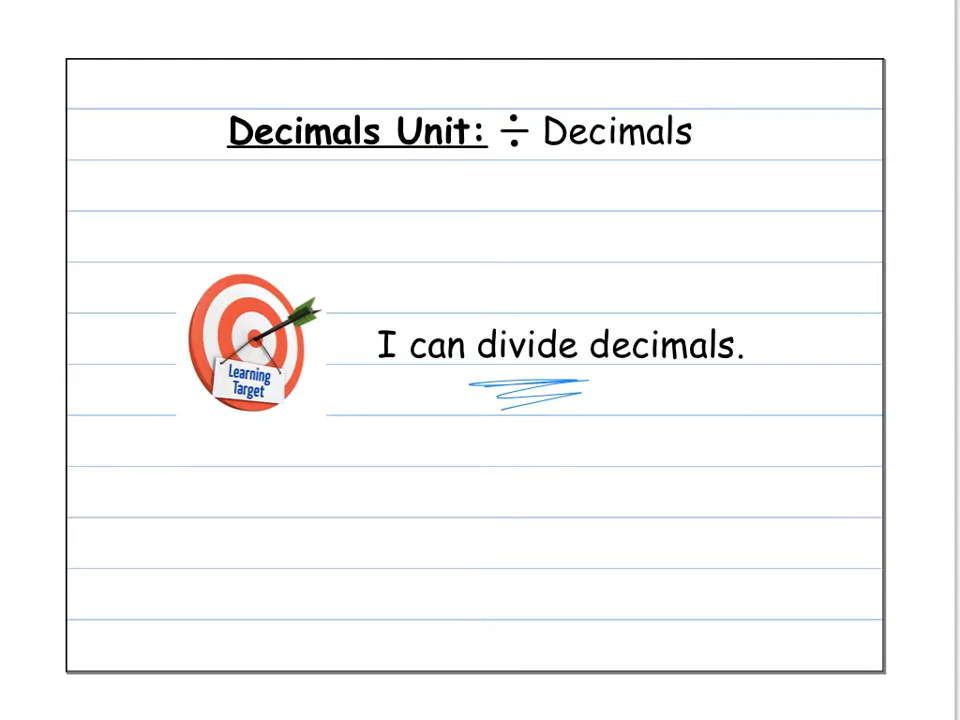 Decimals Unit: ÷ Decimals
I can divide decimals.
Learning
Target